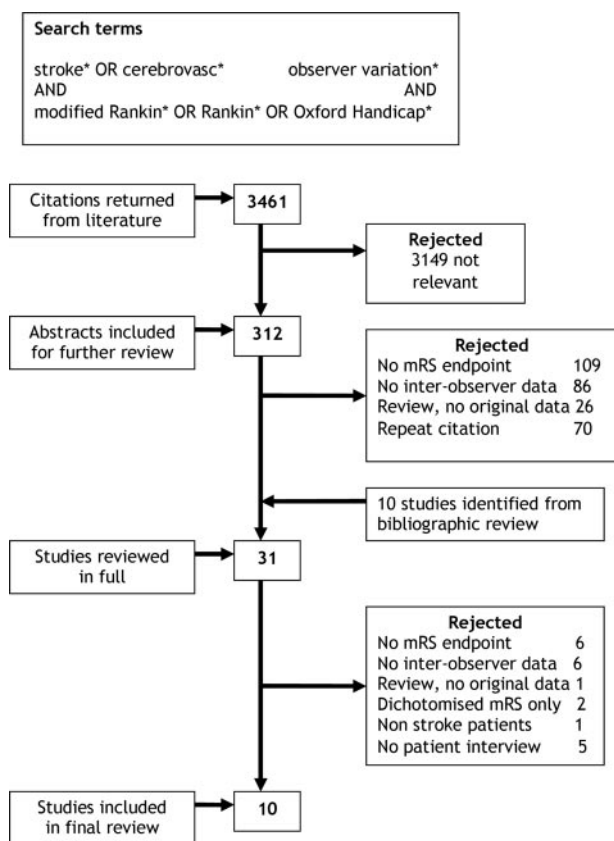 Search terms
stroke* OR cerebrovasc* observer variation*
AND AND
modified Rankin* OR Rankin* OR Oxford Handicap*
Citations returned
from literature
3461
Rejected
3149 not
relevant
Abstracts included
for further review
312
Rejected
No mRS endpoint 109
No inter-observer data 86
Review, no original data 26
Repeat citation 70
10 studies identified from
bibliographic review
Studies reviewed
in full
31
Rejected
No mRS endpoint 6
No inter-observer data 6
Review, no original data 1
Dichotomised mRS only 2
Non stroke patients 1
No patient interview 5
Studies included
in final review
10